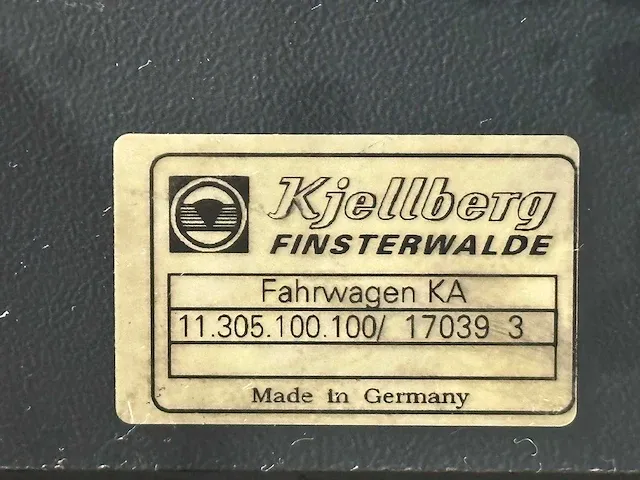 Kjellberg
FINSTERWALDE
Fahrwagen KA
11.305.100.100/ 17039 3
Made in Germany